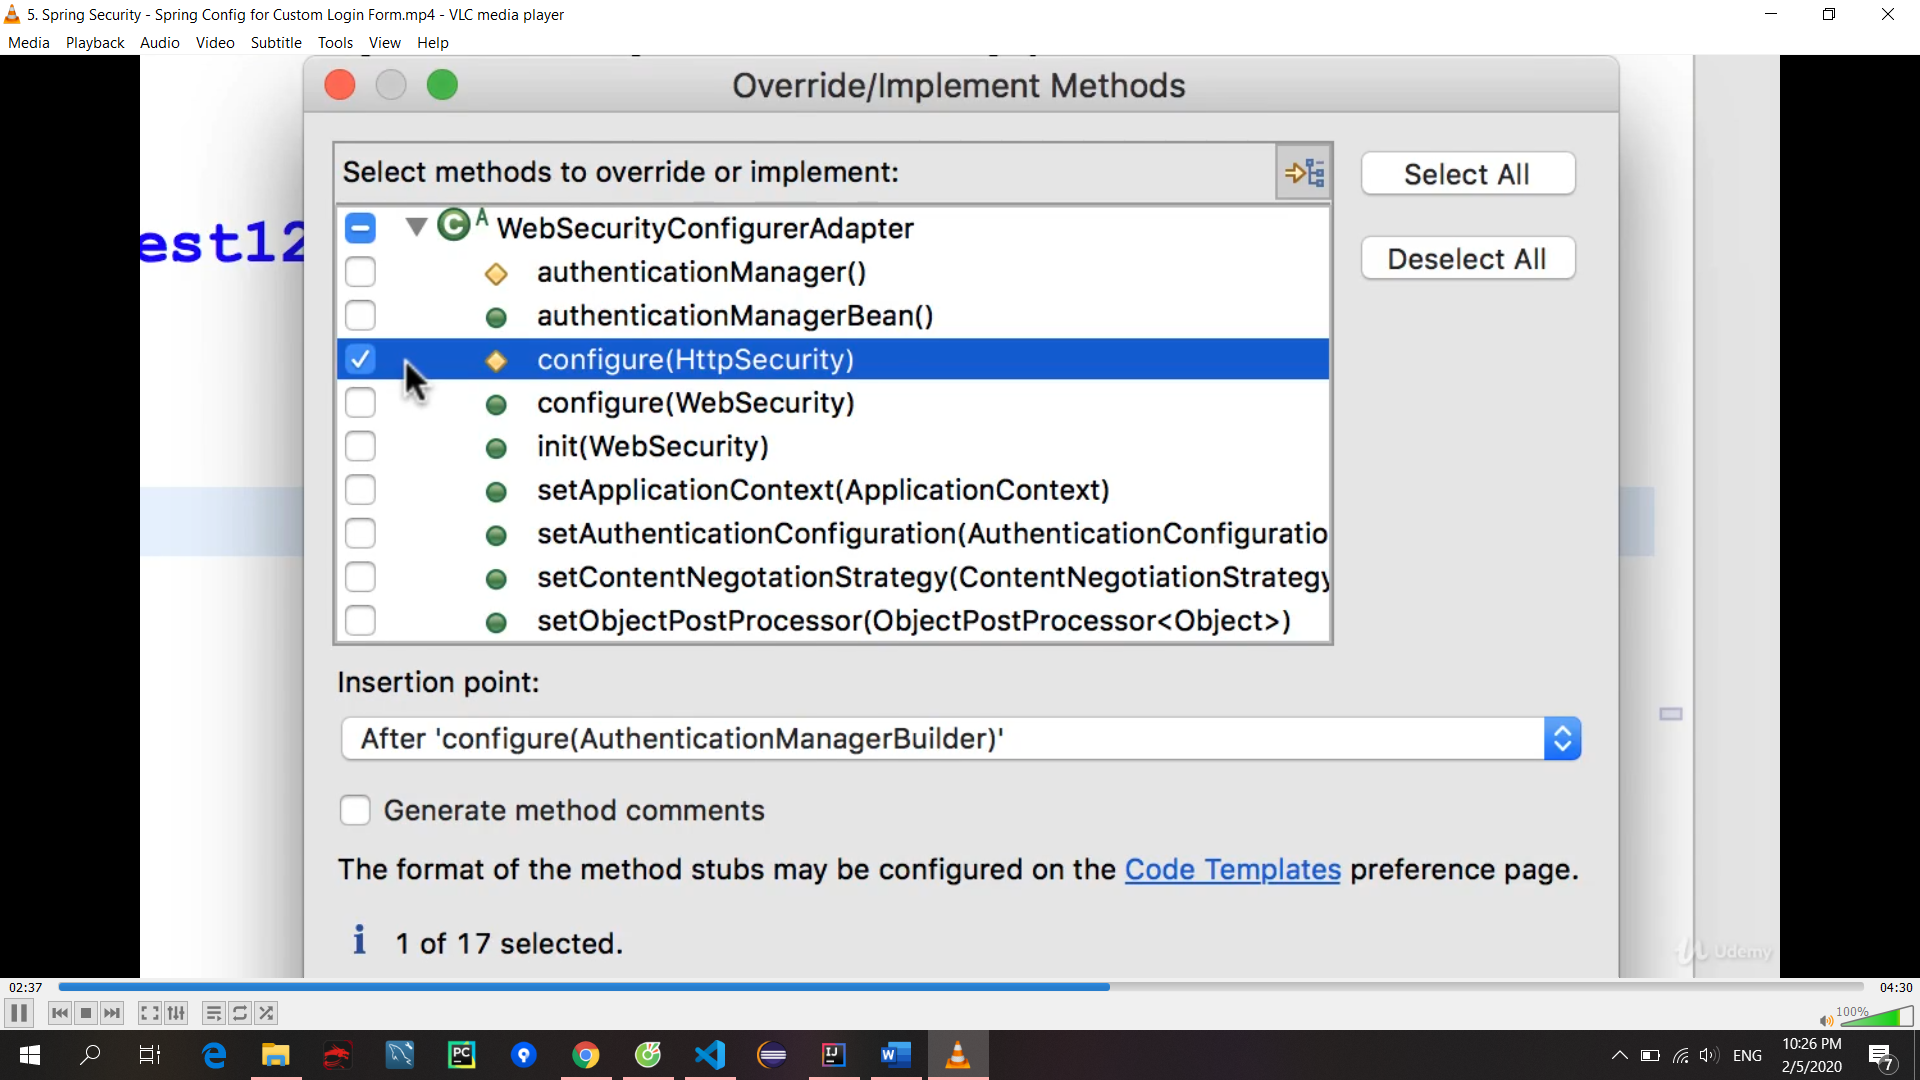 5. Spring Security - Spring Config for Custom Login Form.mp4 - VLC media player
Media Playback Audio Video Subtitle Tools View Help
Override/Implement Methods
Select methods to override or implement:
Select All
Deselect All
est12
WebSecurityConfigurerAdapter
authenticationManager()
authenticationManagerBean()
configure(HttpSecurity)
configure(WebSecurity)
init(WebSecurity)
setApplicationContext(ApplicationContext)
setAuthenticationConfiguration(AuthenticationConfiguratio
setContentNegotationStrategy(ContentNegotiationStrategy
setObjectPostProcessor(ObjectPostProcessor<Object>)
Insertion point:
After 'configure(AuthenticationManagerBuilder)'
Generate method comments
The format of the method stubs may be configured on the Code Templates preference page.
1 of 17 selected.
Udemy
02:37
04:30
100%
ENG
10:26 PM
2/5/2020
7